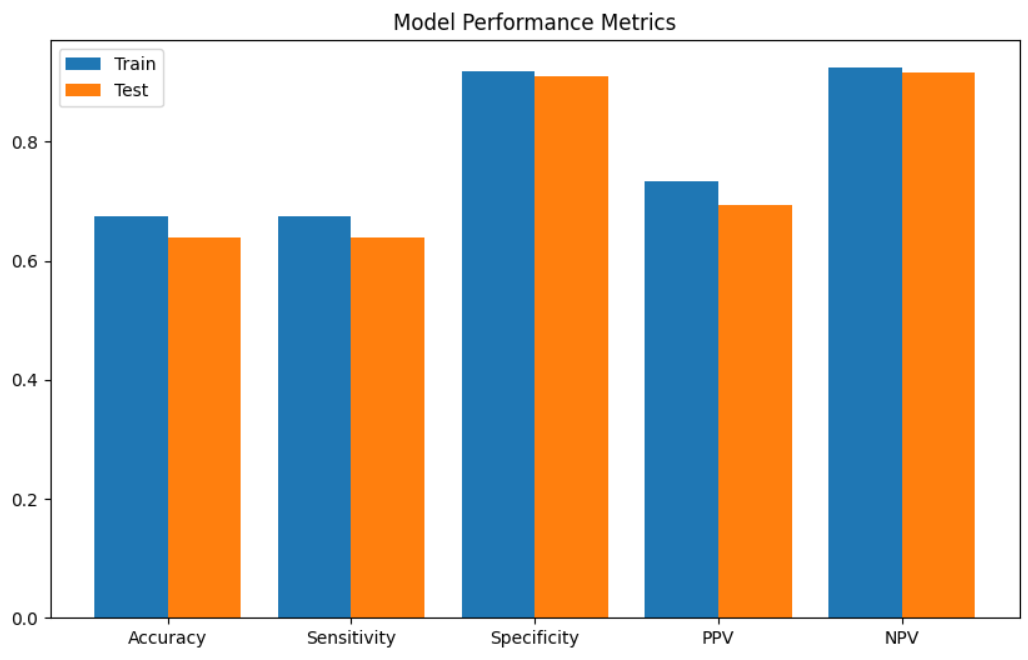 Model Performance Metrics
Train
Test
0.8
0.6
0.4
0.2
0.0
Accuracy Sensitivity Specificity PPV NPV